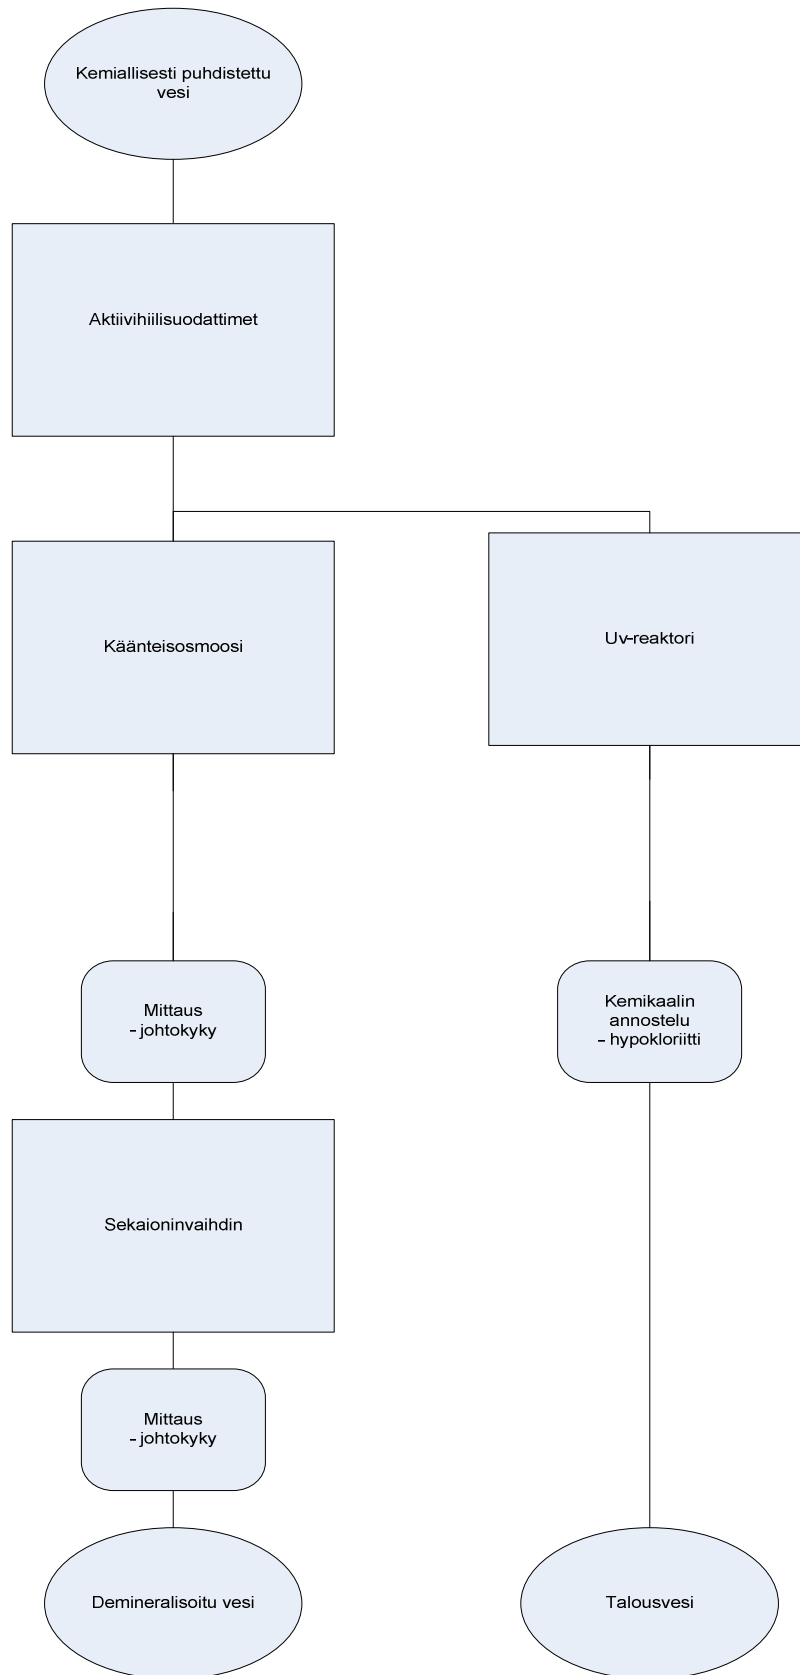 Kemiallisesti puhdistettu
vesi
Aktiivihiilisuodattimet
Käänteisosmoosi
Uv-reaktori
Mittaus
- johtokyky
Kemikaalin
annostelu
- hypokloriitti
Sekaioninvaihdin
Mittaus
- johtokyky
Demineralisoitu vesi
Talousvesi